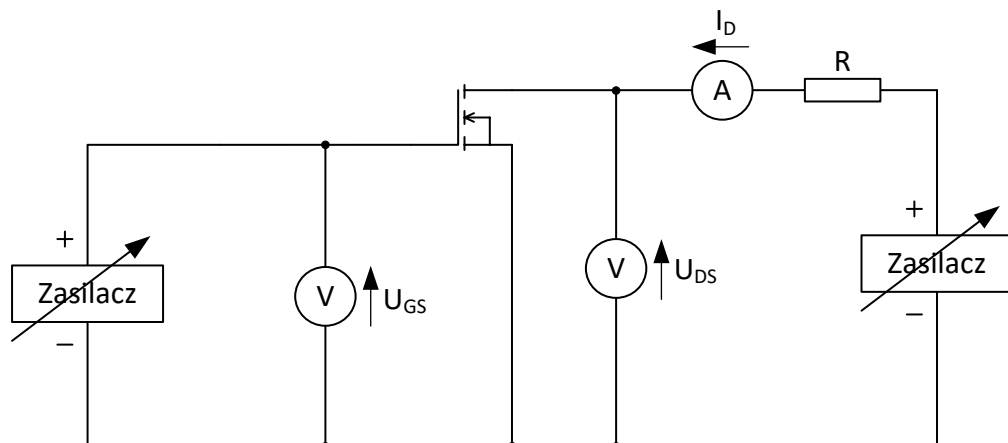 I_D
R
A
+
+
Zasilacz
V
U_GS
V
U_DS
Zasilacz
−
−